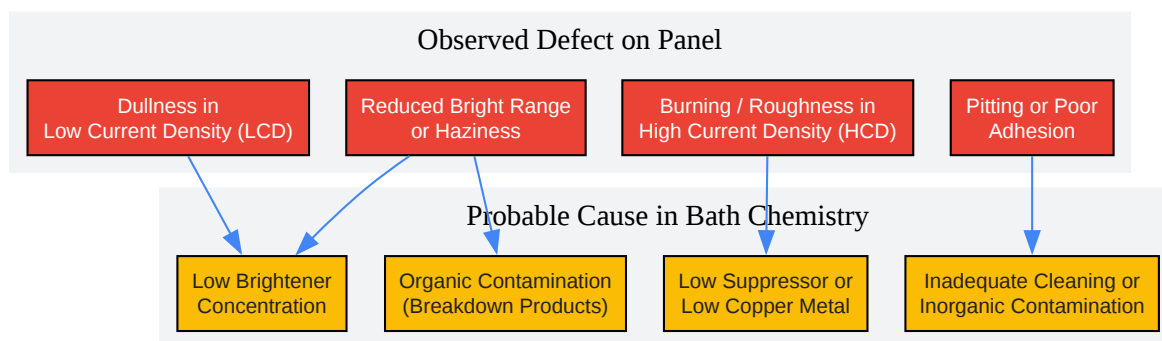 Observed Defect on Panel
Dullness in
Low Current Density (LCD)
Reduced Bright Range
or Haziness
Burning / Roughness in
High Current Density (HCD)
Pitting or Poor
Adhesion
Probable Cause in Bath Chemistry
Low Brightener
Concentration
Organic Contamination
(Breakdown Products)
Low Suppressor or
Low Copper Metal
Inadequate Cleaning or
Inorganic Contamination